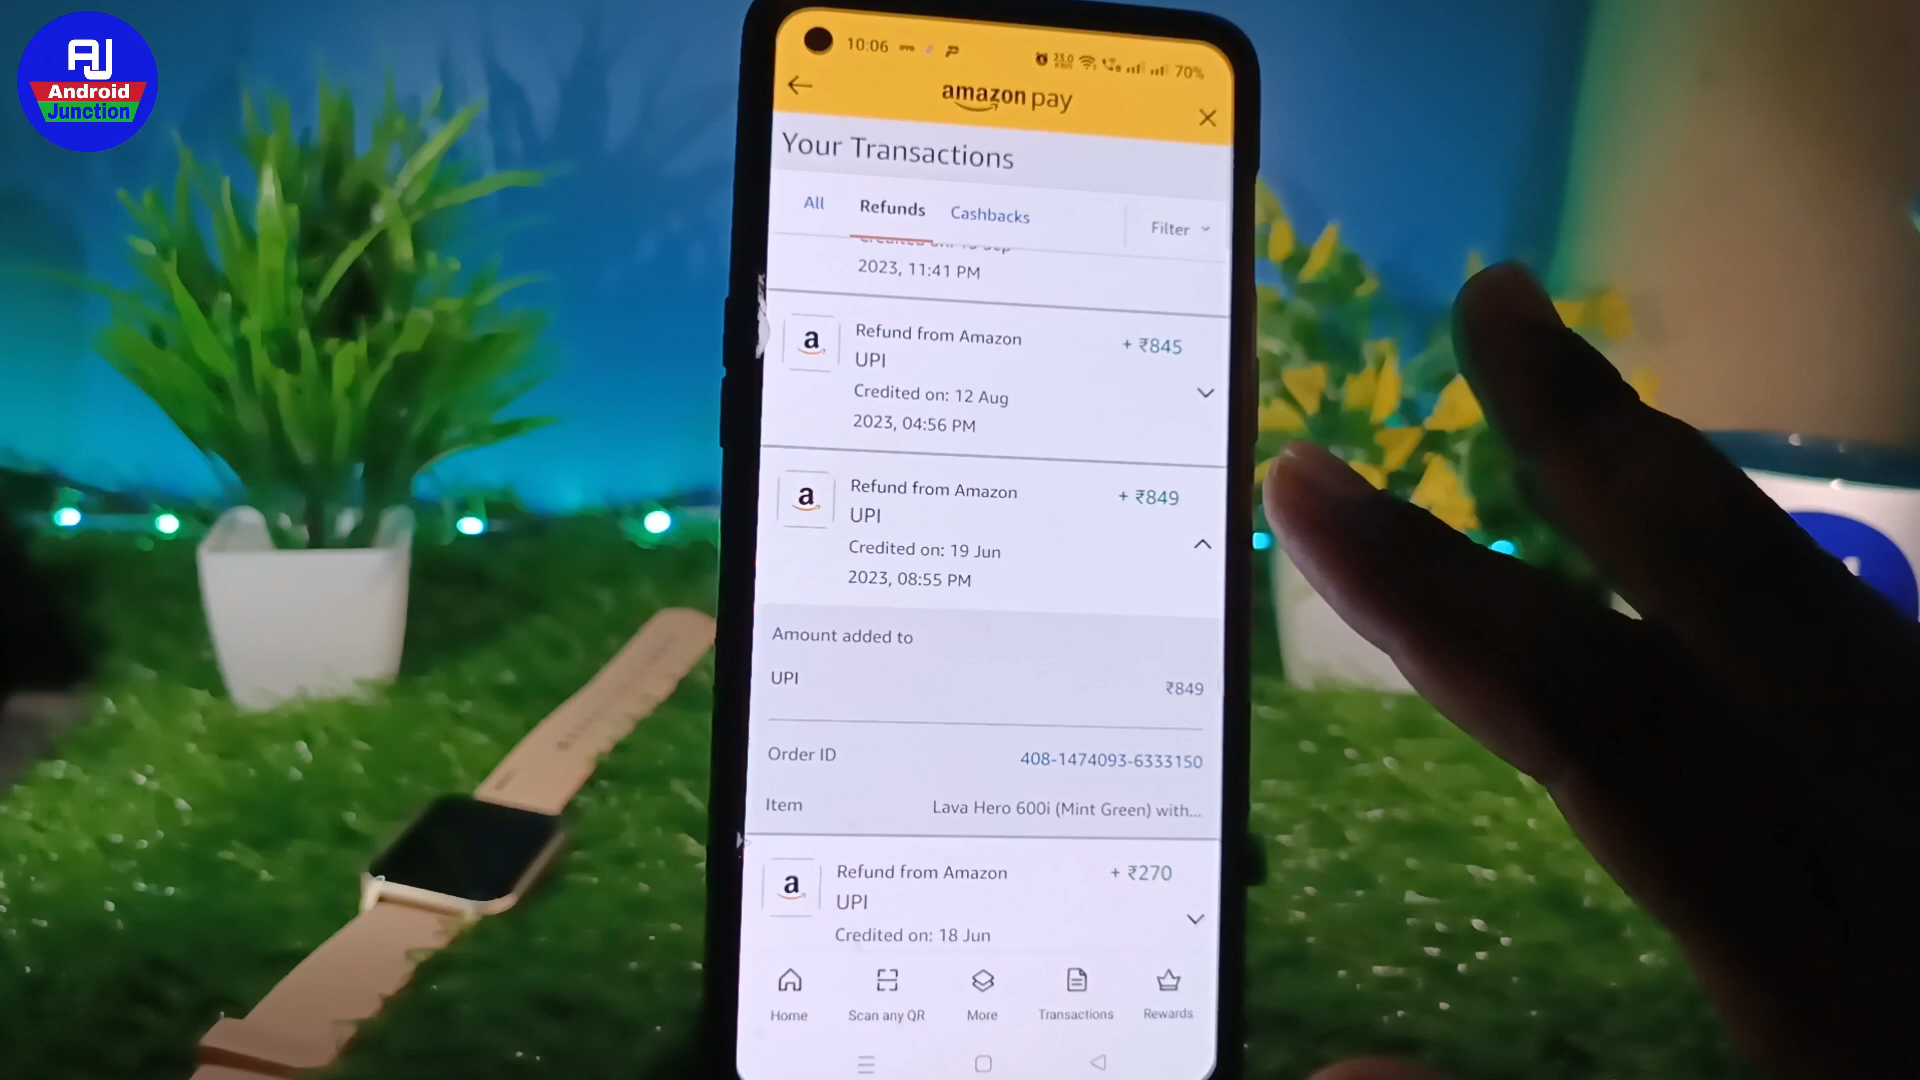 AJ
Android
Junction
10:06
70%
amazon pay
Your Transactions
All Refunds Cashbacks Filter
2023, 11:41 PM
Refund from Amazon + ₹845
UPI
Credited on: 12 Aug
2023, 04:56 PM
Refund from Amazon + ₹849
UPI
Credited on: 19 Jun
2023, 08:55 PM
Amount added to
UPI ₹849
Order ID 408-1474093-6333150
Item Lava Hero 600i (Mint Green) with...
Refund from Amazon + ₹270
UPI
Credited on: 18 Jun
Home Scan any QR More Transactions Rewards